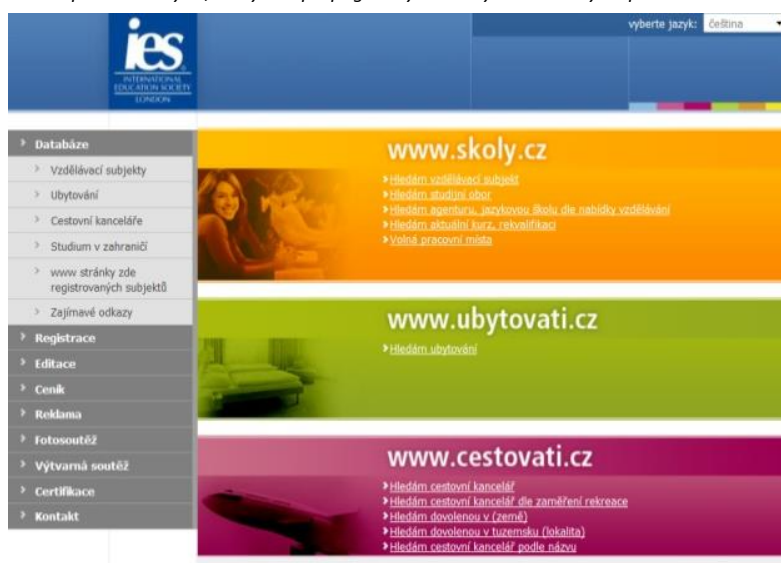 vyberte jazyk: čeština
ies
INTERNATIONAL
EDUCATION SOCIETY
LONDON
Databáze
Vzdělávací subjekty
Ubytování
Cestovní kanceláře
Studium v zahraničí
www stránky zde
registrovaných subjektů
Zajímavé odkazy
Registrace
Editace
Ceník
Reklama
Fotosoutěž
Výtvarná soutěž
Certifikace
Kontakt
www.skoly.cz
Hledám vzdělávací subjekt
Hledám studijní obor
Hledám agenturu, jazykovou školu dle nabídky vzdělávání
Hledám aktuální kurz, rekvalifikaci
Volná pracovní místa
www.ubytovati.cz
Hledám ubytování
www.cestovati.cz
Hledám cestovní kancelář
Hledám cestovní kancelář dle zaměření rekreace
Hledám dovolenou v (země)
Hledám dovolenou v tuzemsku (lokalita)
Hledám cestovní kancelář podle názvu